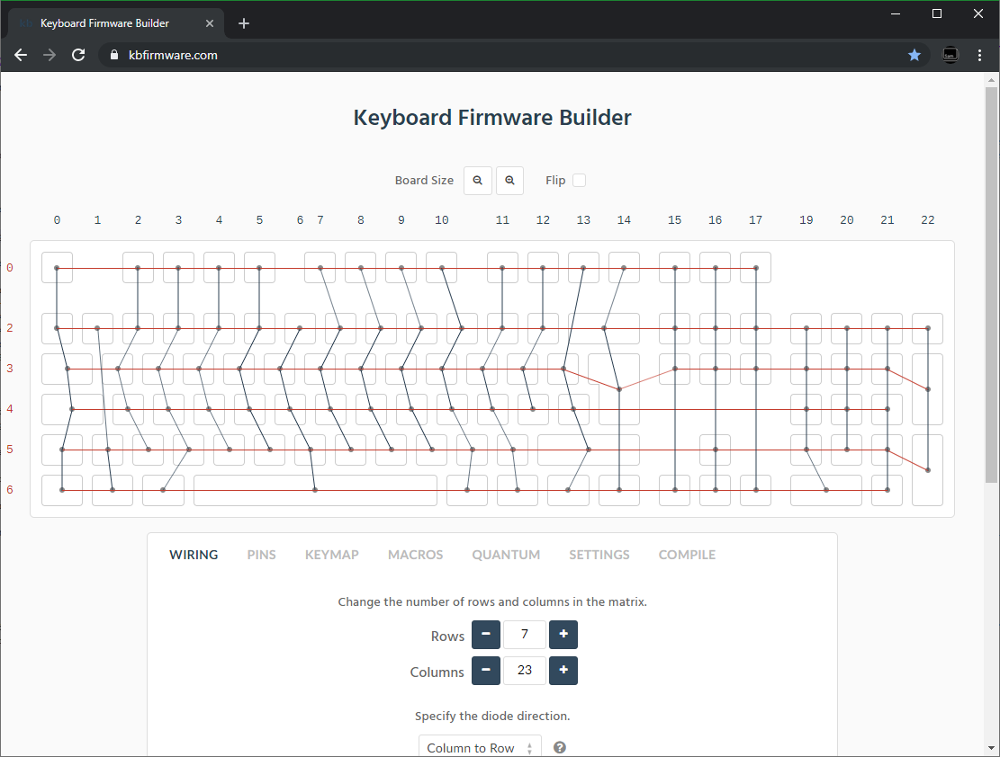 Keyboard Firmware Builder
kbfirmware.com
Keyboard Firmware Builder
Board Size Flip
0 1 2 3 4 5 6 7 8 9 10 11 12 13 14 15 16 17 19 20 21 22
0
2
3
4
5
6
WIRING PINS KEYMAP MACROS QUANTUM SETTINGS COMPILE
Change the number of rows and columns in the matrix.
Rows − 7 +
Columns − 23 +
Specify the diode direction.
Column to Row ?